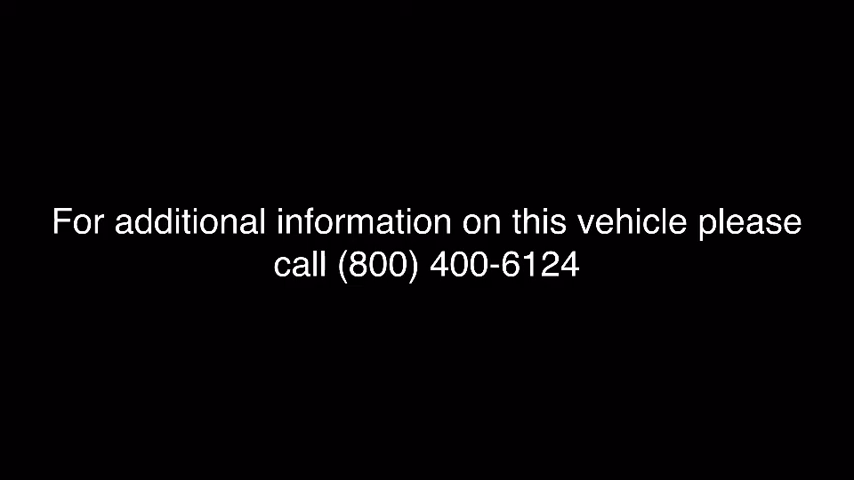 For additional information on this vehicle please
call (800) 400-6124